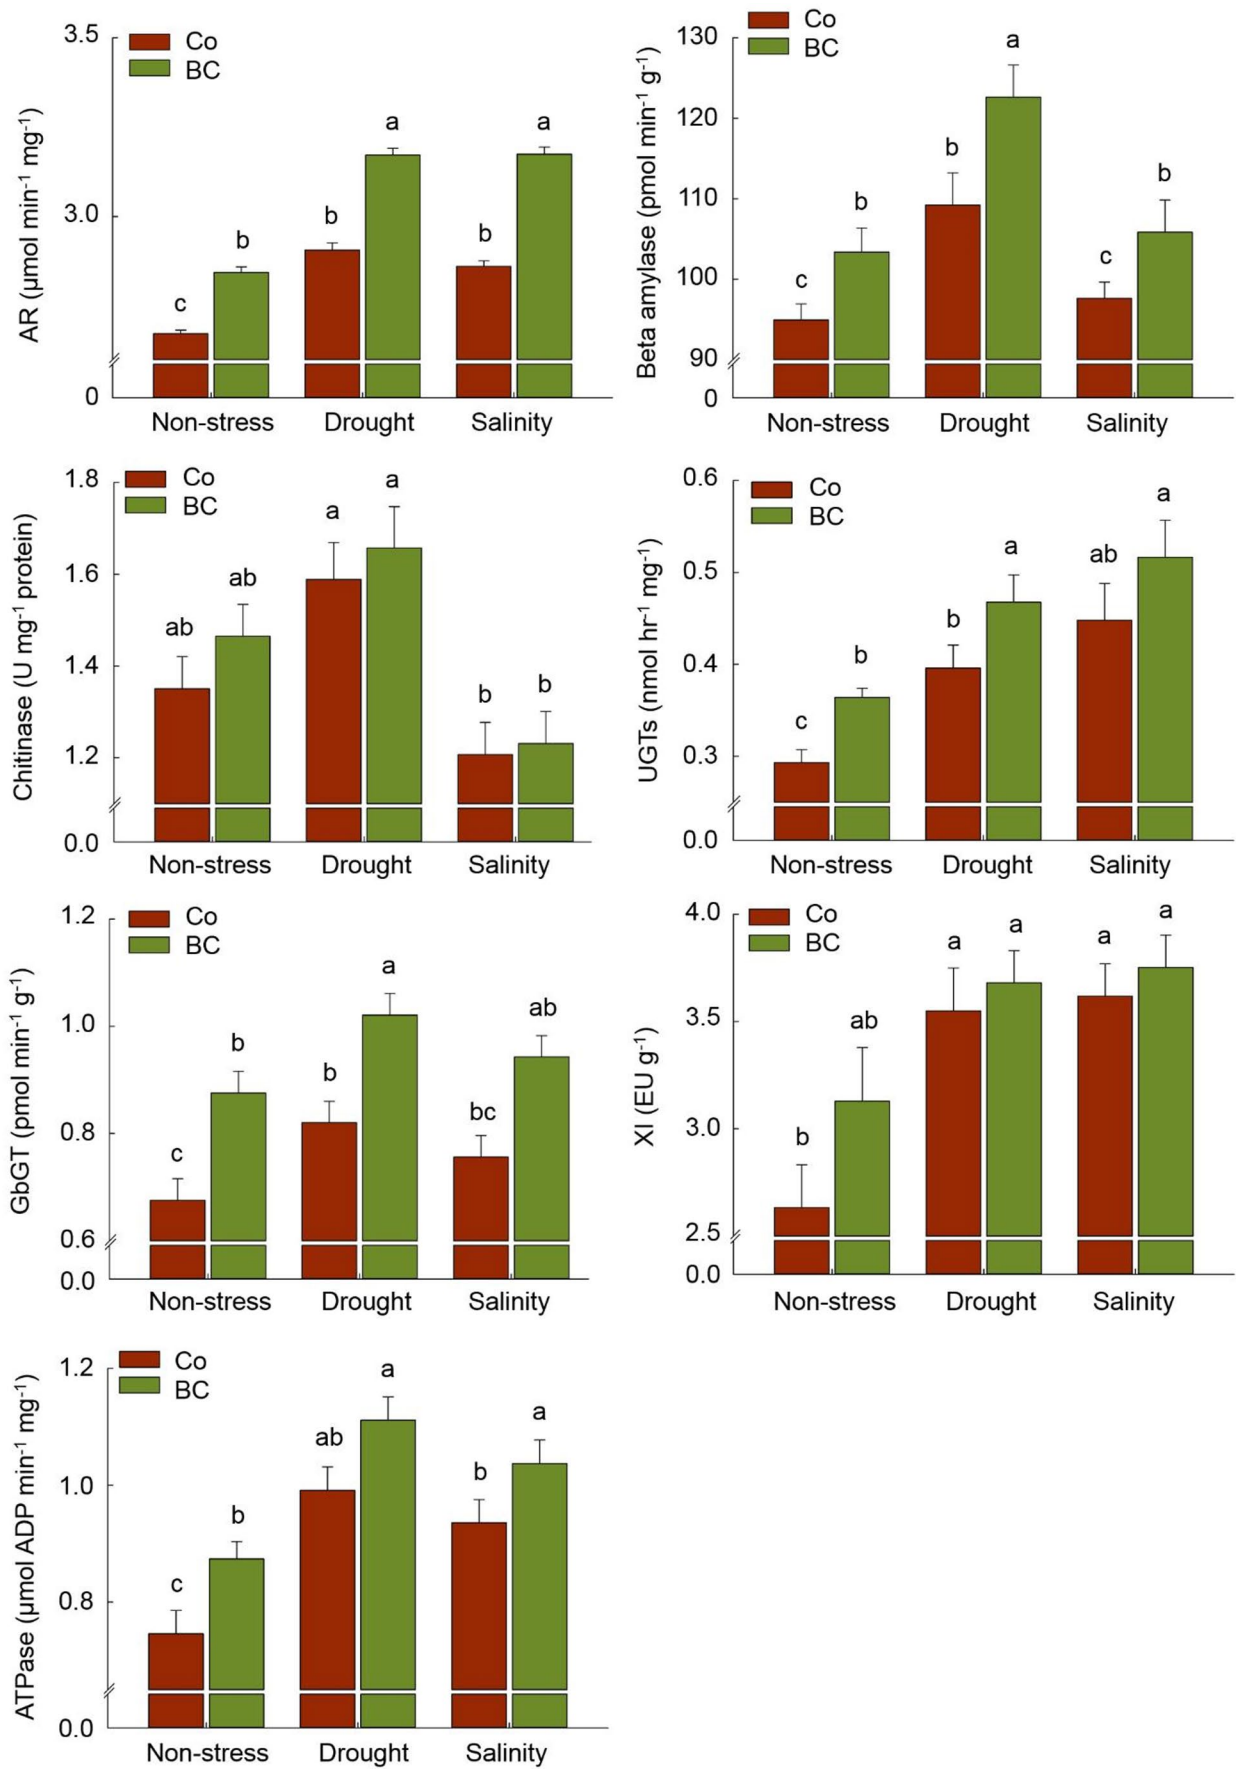 3.5
Co
BC
a
a
3.0
b
b
b
c
0
AR (µmol min⁻¹ mg⁻¹)
Non-stress
Drought
Salinity
130
Co
BC
a
120
b
b
b
110
c
c
100
90
0
Beta amylase (pmol min⁻¹ g⁻¹)
Non-stress
Drought
Salinity
1.8
Co
BC
a
a
1.6
ab
ab
1.4
b
b
1.2
0.0
Chitinase (U mg⁻¹ protein)
Non-stress
Drought
Salinity
0.6
Co
BC
a
a
ab
0.5
b
b
0.4
c
0.3
0.0
UGTs (nmol hr⁻¹ mg⁻¹)
Non-stress
Drought
Salinity
1.2
Co
BC
a
ab
1.0
b
b
bc
0.8
c
0.6
0.0
GbGT (pmol min⁻¹ g⁻¹)
Non-stress
Drought
Salinity
4.0
Co
BC
a
a
a
a
3.5
ab
3.0
b
2.5
0.0
XI (EU g⁻¹)
Non-stress
Drought
Salinity
1.2
Co
BC
a
a
ab
b
1.0
b
c
0.8
0.0
ATPase (µmol ADP min⁻¹ mg⁻¹)
Non-stress
Drought
Salinity